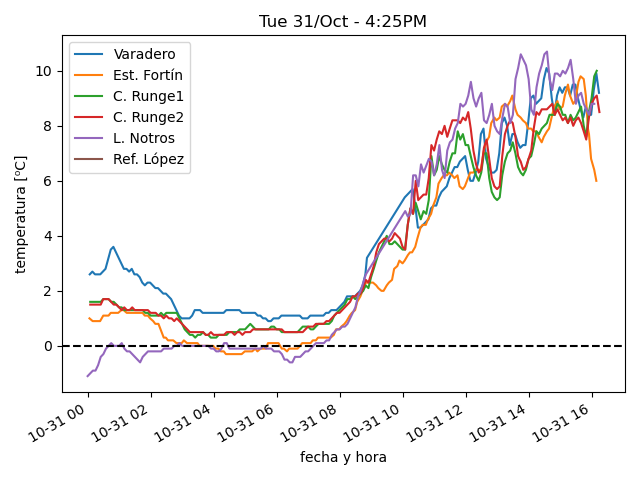 Tue 31/Oct - 4:25PM
Varadero
Est. Fortín
C. Runge1
C. Runge2
L. Notros
Ref. López
temperatura [ºC]
10
8
6
4
2
0
10-31 00
10-31 02
10-31 04
10-31 06
10-31 08
10-31 10
10-31 12
10-31 14
10-31 16
fecha y hora